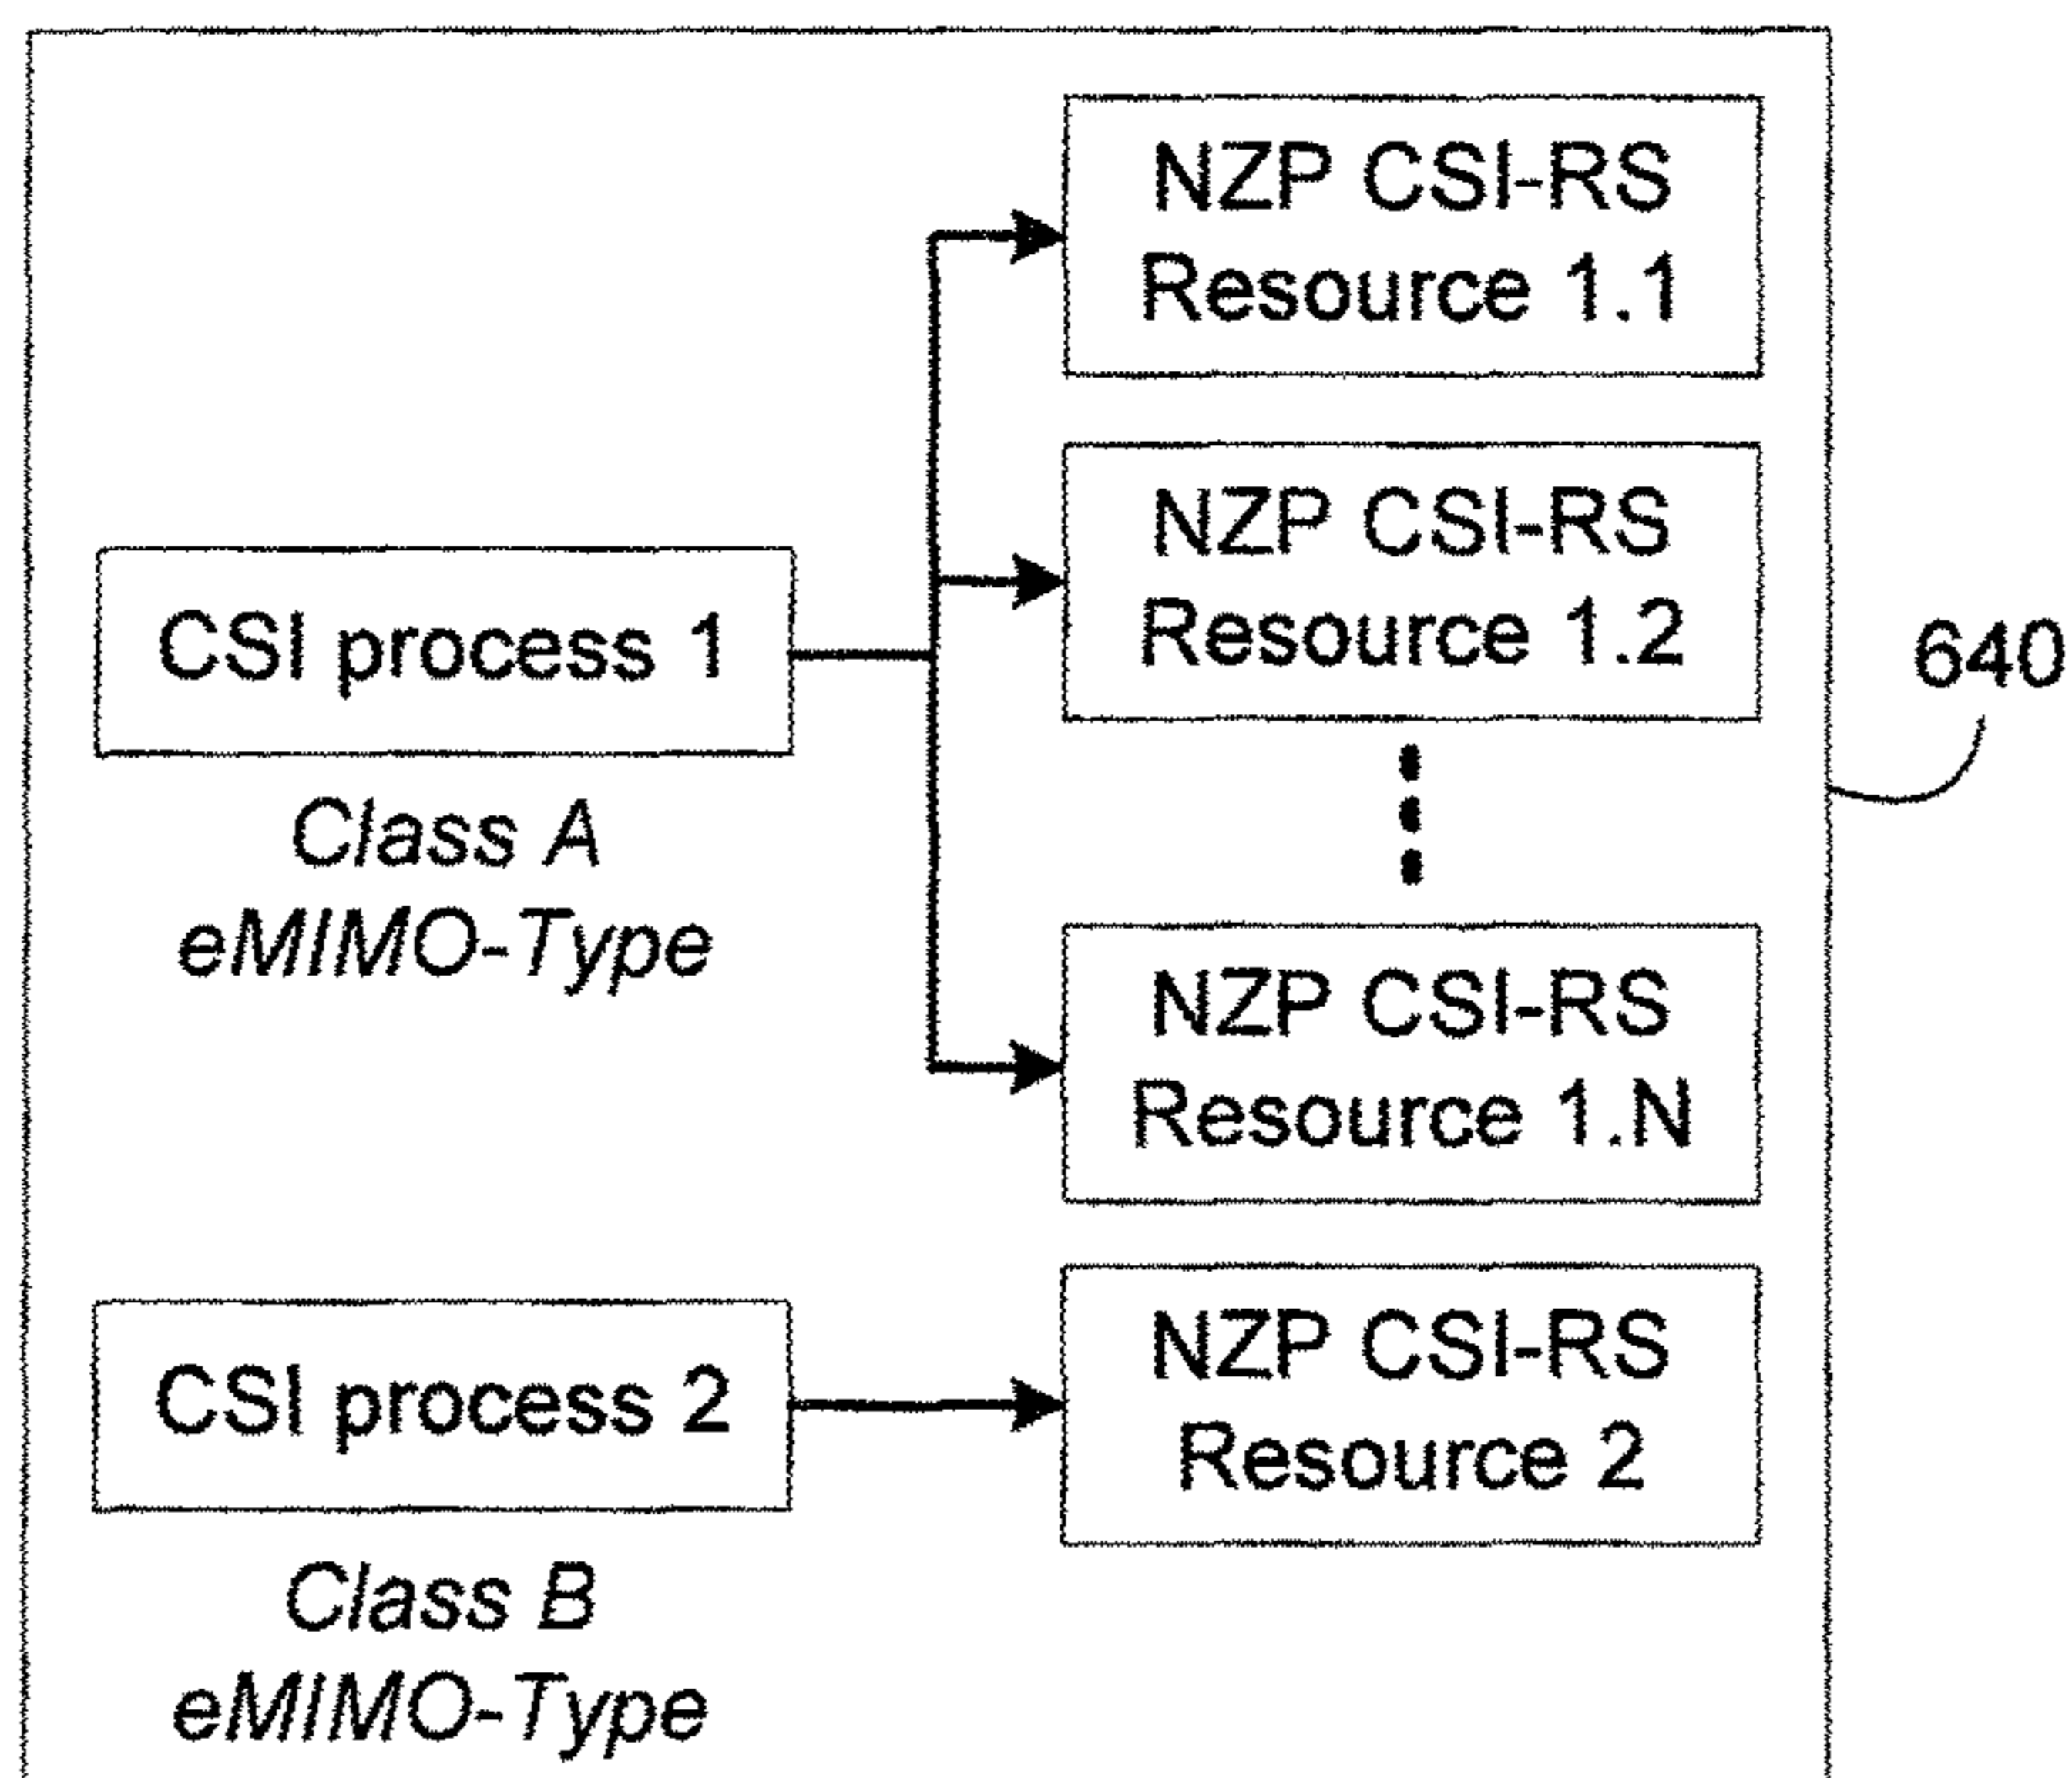 NZP CSI-RS
Resource 1.1
NZP CSI-RS
Resource 1.2
640
CSI process 1
Class A
eMIMO-Type
NZP CSI-RS
Resource 1.N
CSI process 2
NZP CSI-RS
Resource 2
Class B
eMIMO-Type